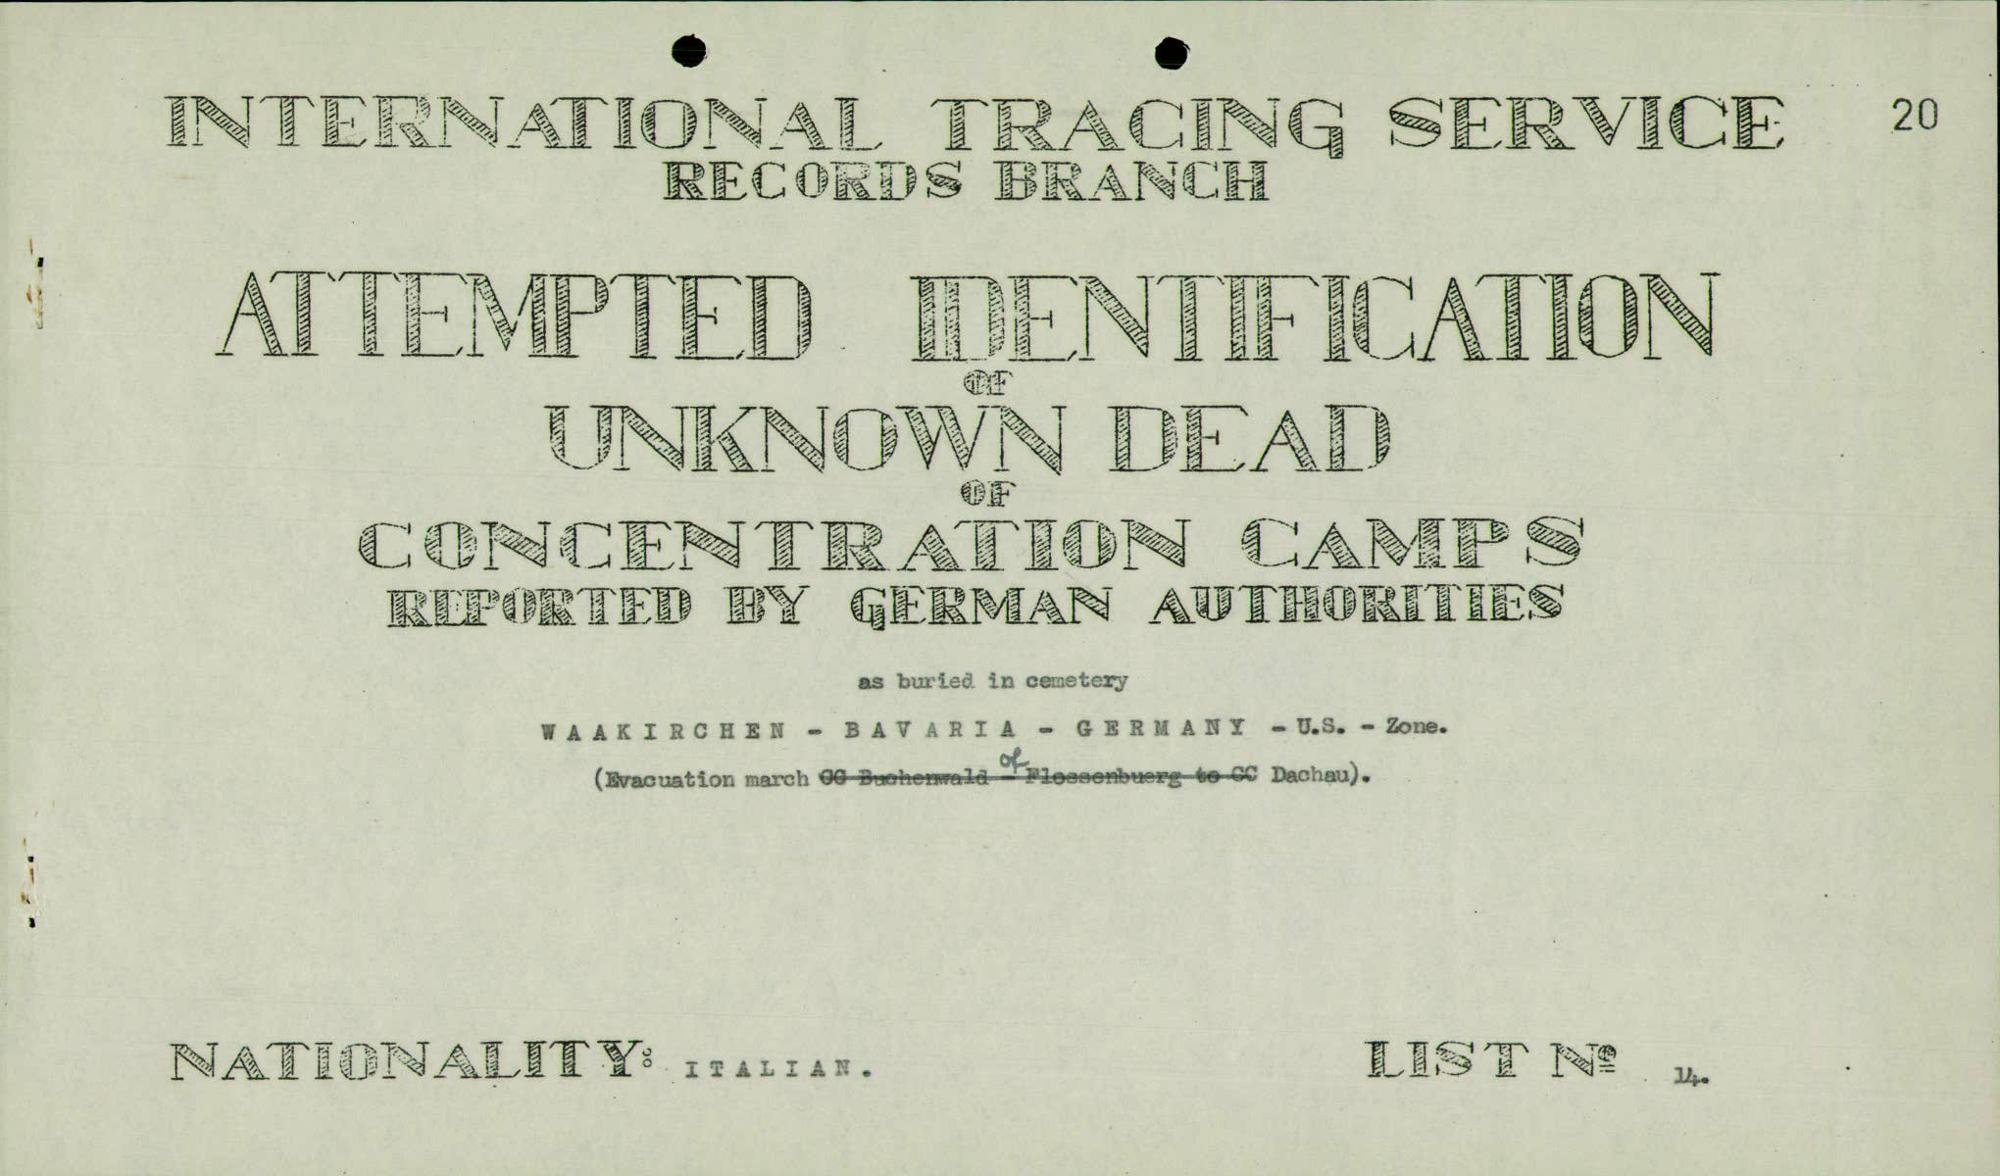 20
INTERNATIONAL TRACING SERVICE
RECORDS BRANCH
ATTEMPTED IDENTIFICATION
OF
UNKNOWN DEAD
OF
CONCENTRATION CAMPS
REPORTED BY GERMAN AUTHORITIES
as buried in cemetery
WAAKIRCHEN - BAVARIA - GERMANY - U.S. - Zone.
of
(Evacuation march CC Buchenwald - Flossenbuerg to CC Dachau).
NATIONALITY: ITALIAN.
LIST Nº 14.